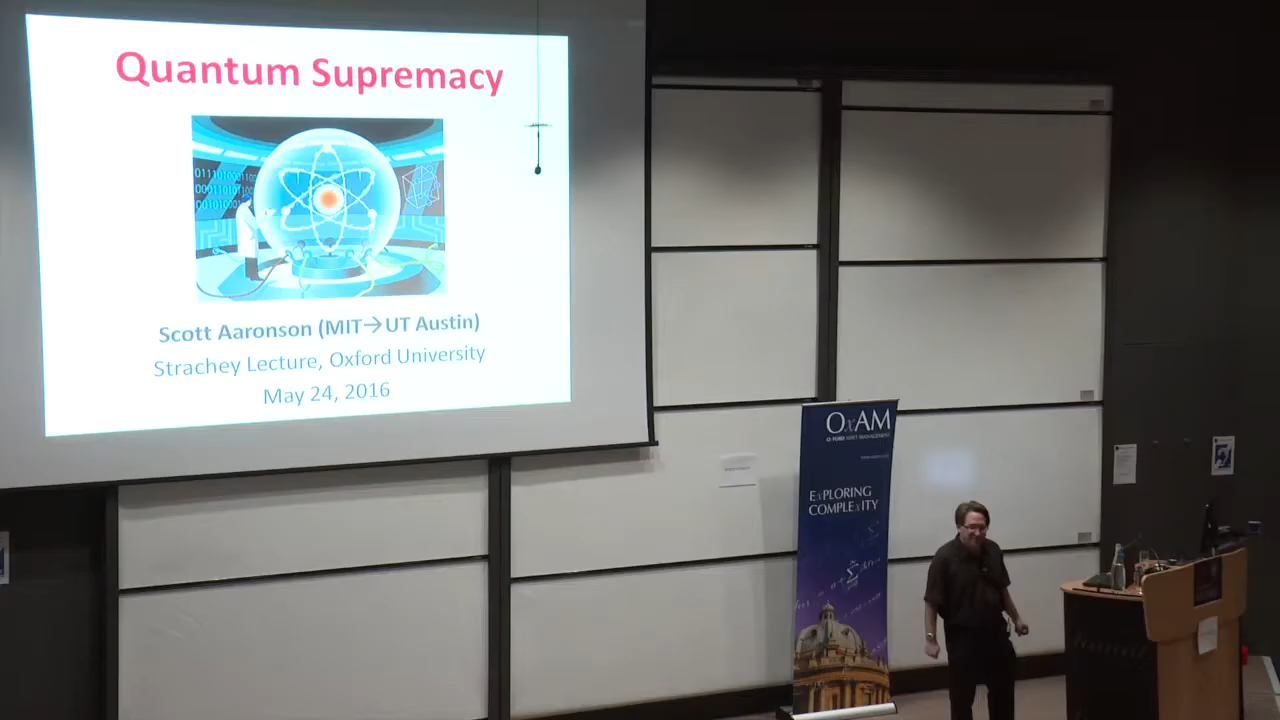 Quantum Supremacy
Scott Aaronson (MIT→UT Austin)
Strachey Lecture, Oxford University
May 24, 2016
OxAM
EXPLORING
COMPLEXITY